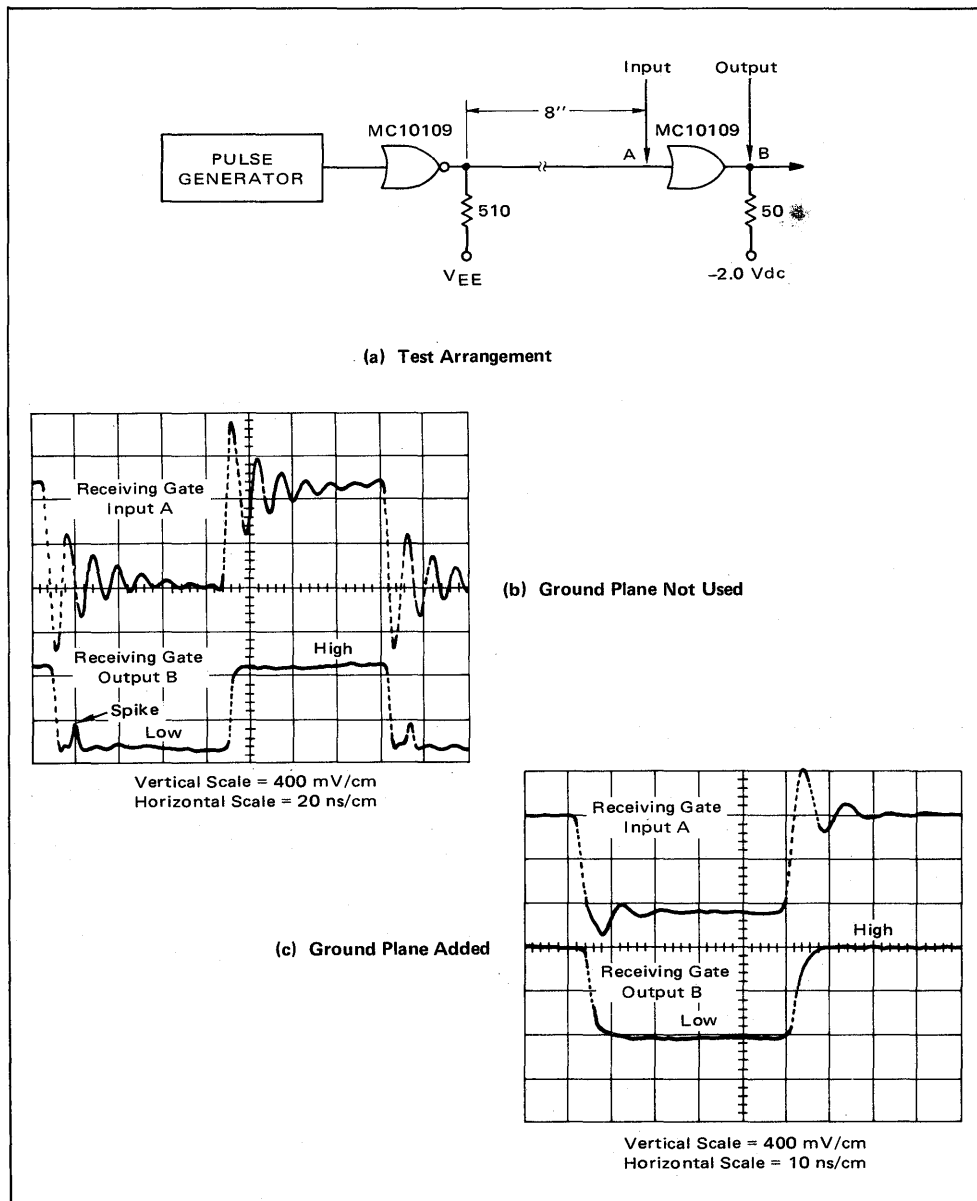 Input Output
8''
MC10109 MC10109
A B
PULSE
GENERATOR
510 50
VEE −2.0 Vdc
(a) Test Arrangement
Receiving Gate
Input A
(b) Ground Plane Not Used
Receiving Gate
Output B
High
Spike
Low
Vertical Scale = 400 mV/cm
Horizontal Scale = 20 ns/cm
Receiving Gate
Input A
(c) Ground Plane Added
High
Receiving Gate
Output B
Low
Vertical Scale = 400 mV/cm
Horizontal Scale = 10 ns/cm